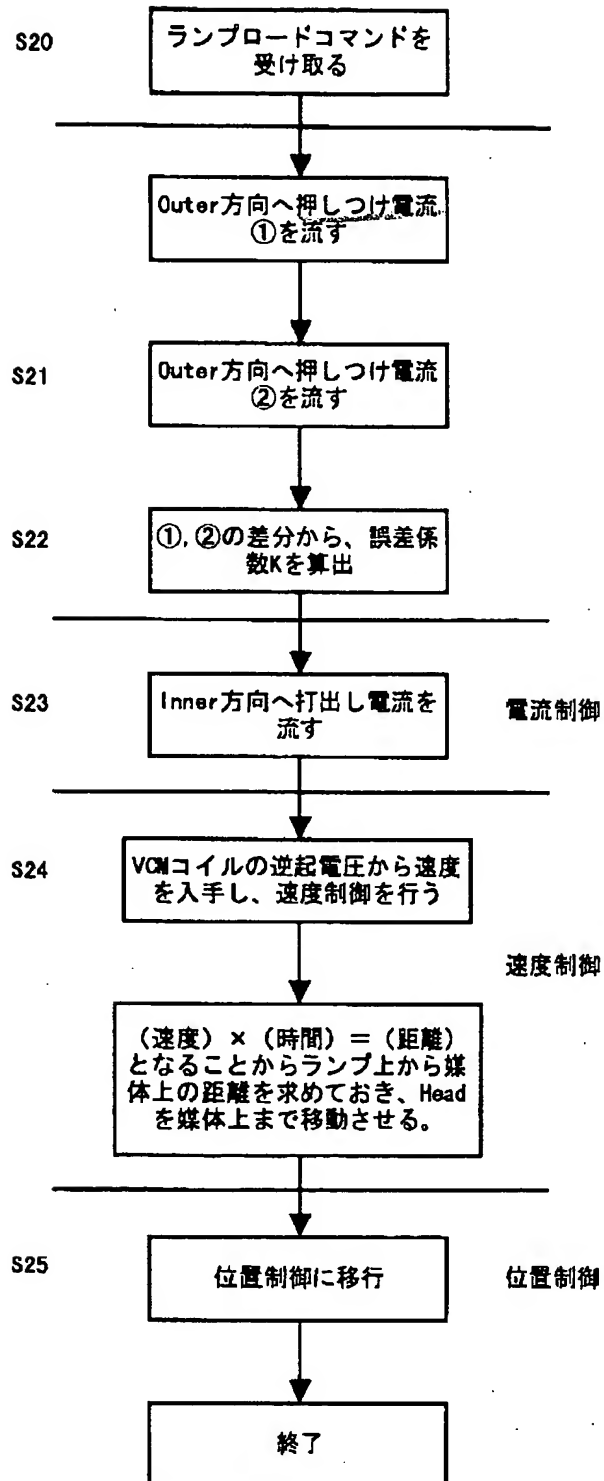 S20
ランプロードコマンドを
受け取る
Outer方向へ押しつけ電流
①を流す
S21
Outer方向へ押しつけ電流
②を流す
S22
①,②の差分から、誤差係
数Kを算出
S23
Inner方向へ打出し電流を
流す
電流制御
S24
VCMコイルの逆起電圧から速度
を入手し、速度制御を行う
速度制御
（速度）×（時間）＝（距離）
となることからランプ上から媒
体上の距離を求めておき、Head
を媒体上まで移動させる。
S25
位置制御に移行
位置制御
終了